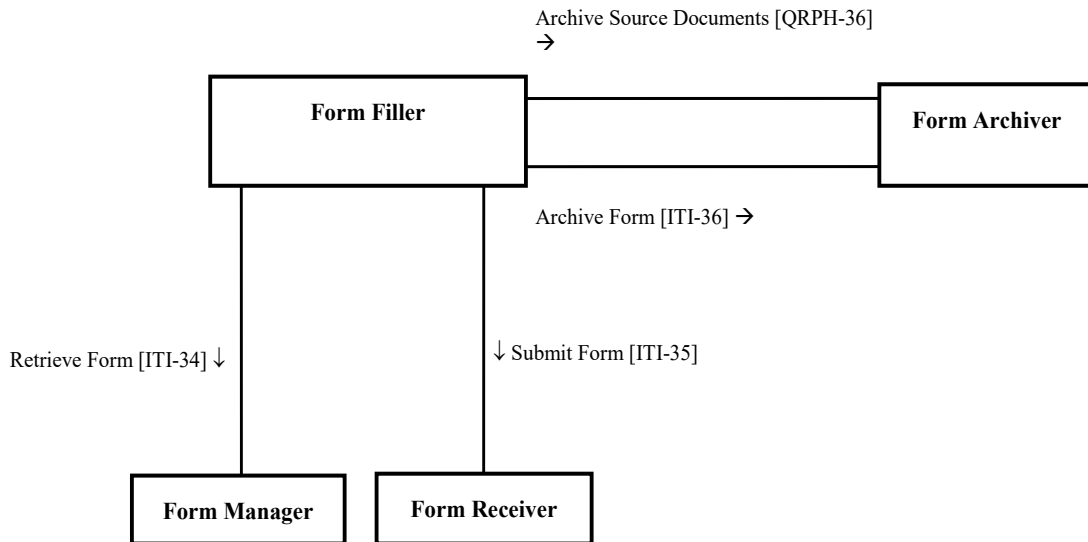 Archive Source Documents [QRPH-36]
→
Form Filler
Form Archiver
Archive Form [ITI-36] →
Retrieve Form [ITI-34] ↓
↓ Submit Form [ITI-35]
Form Manager
Form Receiver